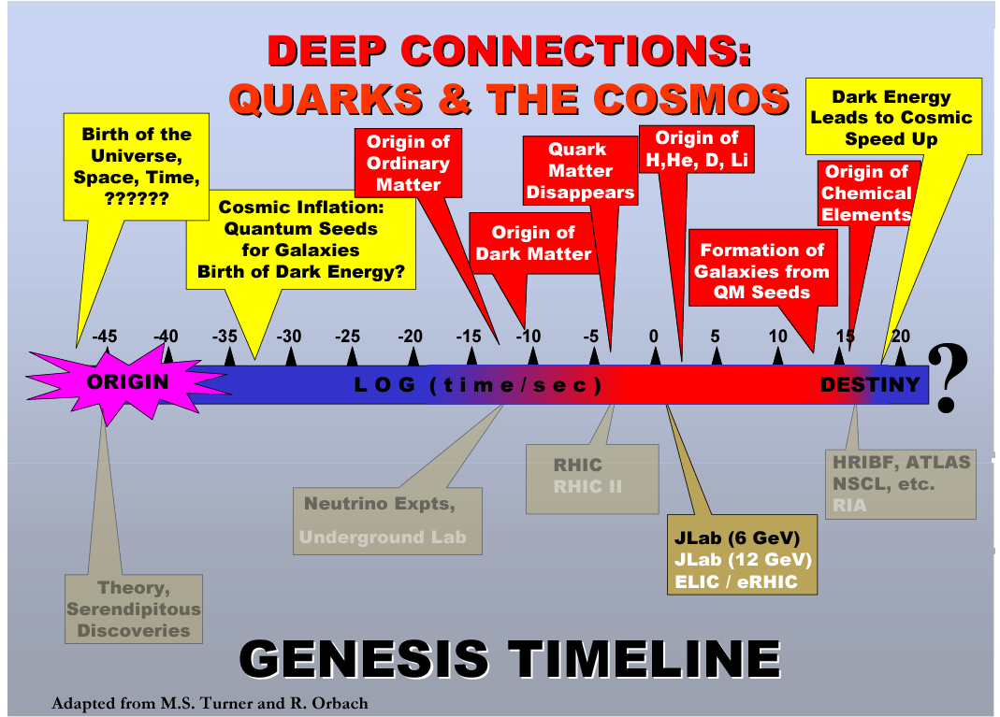 DEEP CONNECTIONS:
QUARKS & THE COSMOS
Birth of the
Universe,
Space, Time,
??????
Cosmic Inflation:
Quantum Seeds
for Galaxies
Birth of Dark Energy?
Origin of
Ordinary
Matter
Origin of
Dark Matter
Quark
Matter
Disappears
Origin of
H,He, D, Li
Formation of
Galaxies from
QM Seeds
Origin of
Chemical
Elements
Dark Energy
Leads to Cosmic
Speed Up
-45 -40 -35 -30 -25 -20 -15 -10 -5 0 5 10 15 20
ORIGIN LOG (time/sec) DESTINY ?
Theory,
Serendipitous
Discoveries
Neutrino Expts,
Underground Lab
RHIC
RHIC II
JLab (6 GeV)
JLab (12 GeV)
ELIC / eRHIC
HRIBF, ATLAS
NSCL, etc.
RIA
GENESIS TIMELINE
Adapted from M.S. Turner and R. Orbach